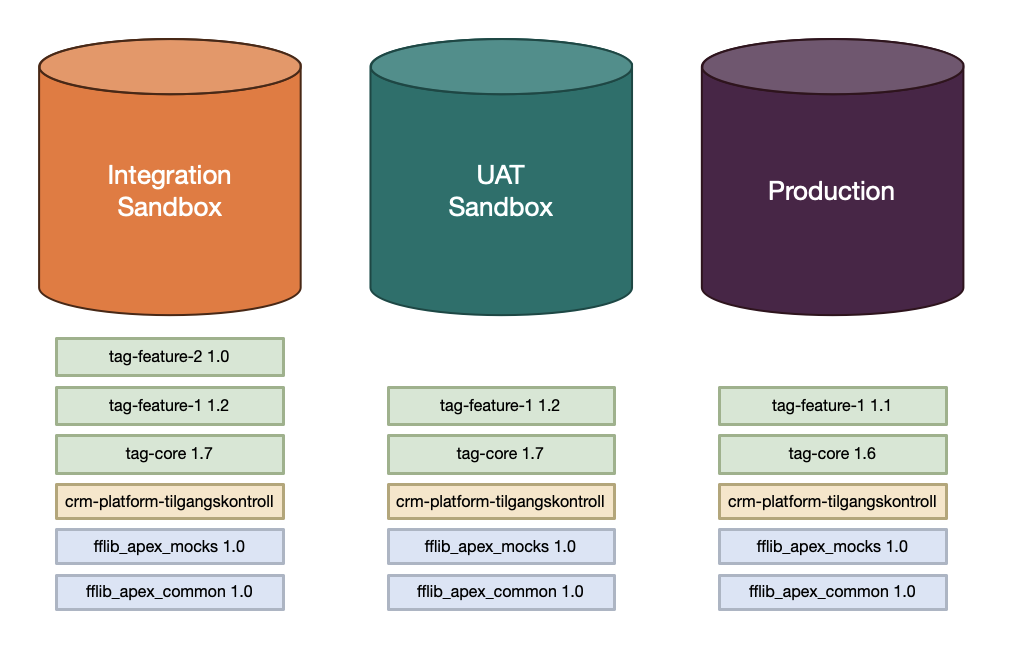 Integration
Sandbox
UAT
Sandbox
Production
tag-feature-2 1.0
tag-feature-1 1.2
tag-core 1.7
crm-platform-tilgangskontroll
fflib_apex_mocks 1.0
fflib_apex_common 1.0
tag-feature-1 1.2
tag-core 1.7
crm-platform-tilgangskontroll
fflib_apex_mocks 1.0
fflib_apex_common 1.0
tag-feature-1 1.1
tag-core 1.6
crm-platform-tilgangskontroll
fflib_apex_mocks 1.0
fflib_apex_common 1.0